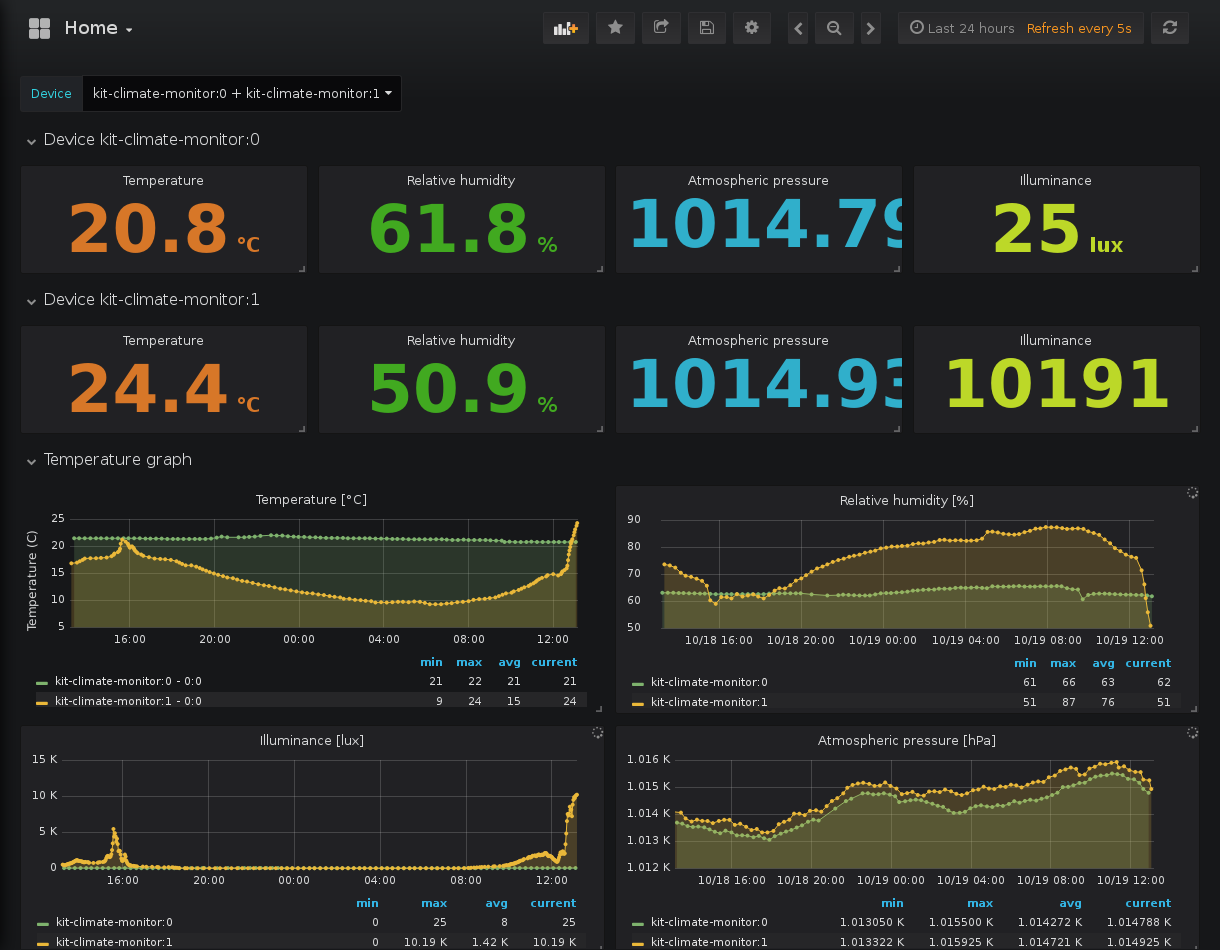 Home
Last 24 hours Refresh every 5s
Device kit-climate-monitor:0 + kit-climate-monitor:1
Device kit-climate-monitor:0
Temperature Relative humidity Atmospheric pressure Illuminance
20.8 °C 61.8 % 1014.79 25 lux
Device kit-climate-monitor:1
Temperature Relative humidity Atmospheric pressure Illuminance
24.4 °C 50.9 % 1014.93 10191
Temperature graph
Temperature [°C]
Temperature (C)
25
20
15
10
5
16:00 20:00 00:00 04:00 08:00 12:00
min max avg current
kit-climate-monitor:0 - 0:0 21 22 21 21
kit-climate-monitor:1 - 0:0 9 24 15 24
Relative humidity [%]
90
80
70
60
50
10/18 16:00 10/18 20:00 10/19 00:00 10/19 04:00 10/19 08:00 10/19 12:00
min max avg current
kit-climate-monitor:0 61 66 63 62
kit-climate-monitor:1 51 87 76 51
Illuminance [lux]
15 K
10 K
5 K
0
16:00 20:00 00:00 04:00 08:00 12:00
min max avg current
kit-climate-monitor:0 0 25 8 25
kit-climate-monitor:1 0 10.19 K 1.42 K 10.19 K
Atmospheric pressure [hPa]
1.016 K
1.015 K
1.014 K
1.013 K
1.012 K
10/18 16:00 10/18 20:00 10/19 00:00 10/19 04:00 10/19 08:00 10/19 12:00
min max avg current
kit-climate-monitor:0 1.013050 K 1.015500 K 1.014272 K 1.014788 K
kit-climate-monitor:1 1.013322 K 1.015925 K 1.014721 K 1.014925 K